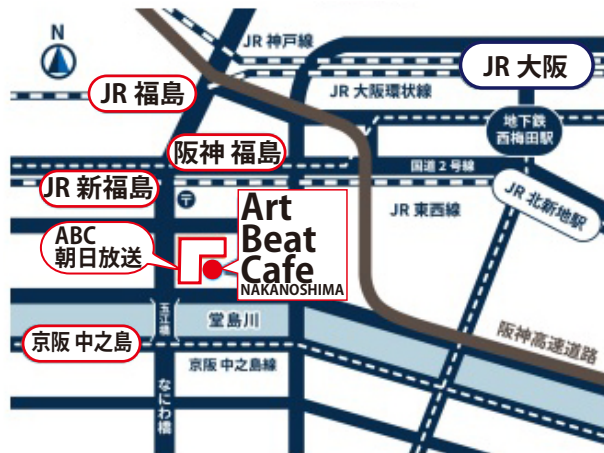 N
JR 神戸線
JR 大阪
JR 福島
JR 大阪環状線
地下鉄
西梅田駅
阪神 福島
国道2号線
JR 新福島
〒
JR 北新地駅
JR 東西線
Art
Beat
Cafe
NAKANOSHIMA
ABC
朝日放送
玉江橋
堂島川
阪神高速道路
京阪 中之島
京阪 中之島線
なにわ橋